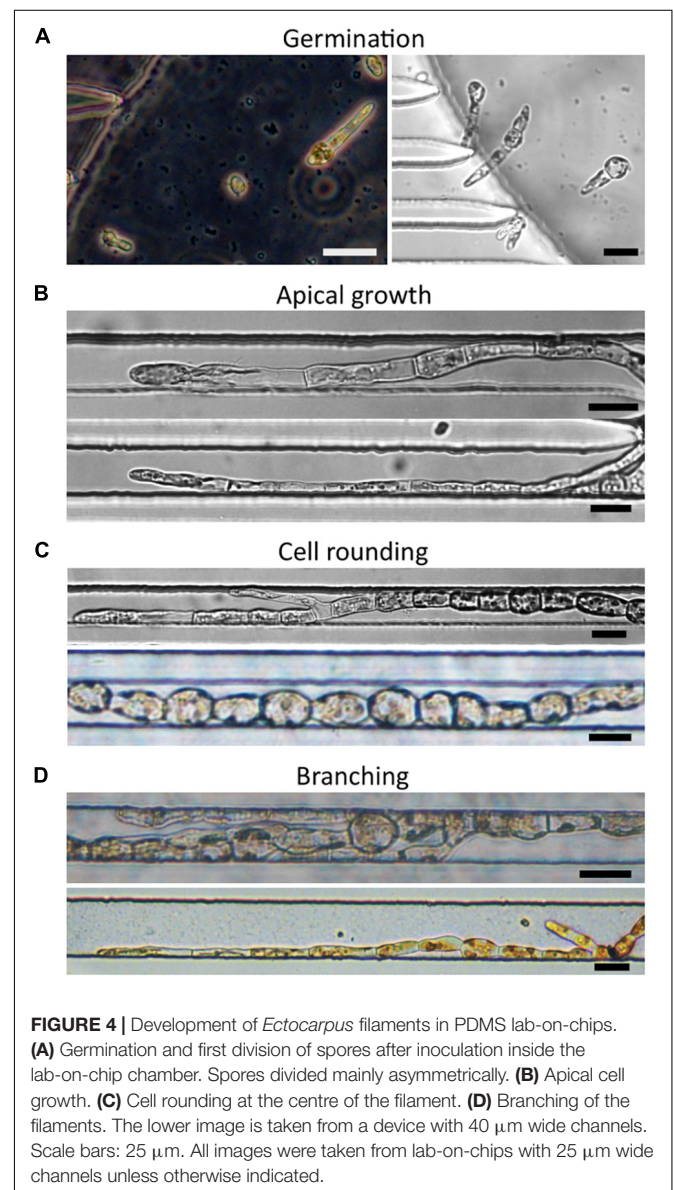 A
Germination
B
Apical growth
C
Cell rounding
D
Branching
FIGURE 4 | Development of Ectocarpus filaments in PDMS lab-on-chips.
(A) Germination and first division of spores after inoculation inside the
lab-on-chip chamber. Spores divided mainly asymmetrically. (B) Apical cell
growth. (C) Cell rounding at the centre of the filament. (D) Branching of the
filaments. The lower image is taken from a device with 40 μm wide channels.
Scale bars: 25 μm. All images were taken from lab-on-chips with 25 μm wide
channels unless otherwise indicated.